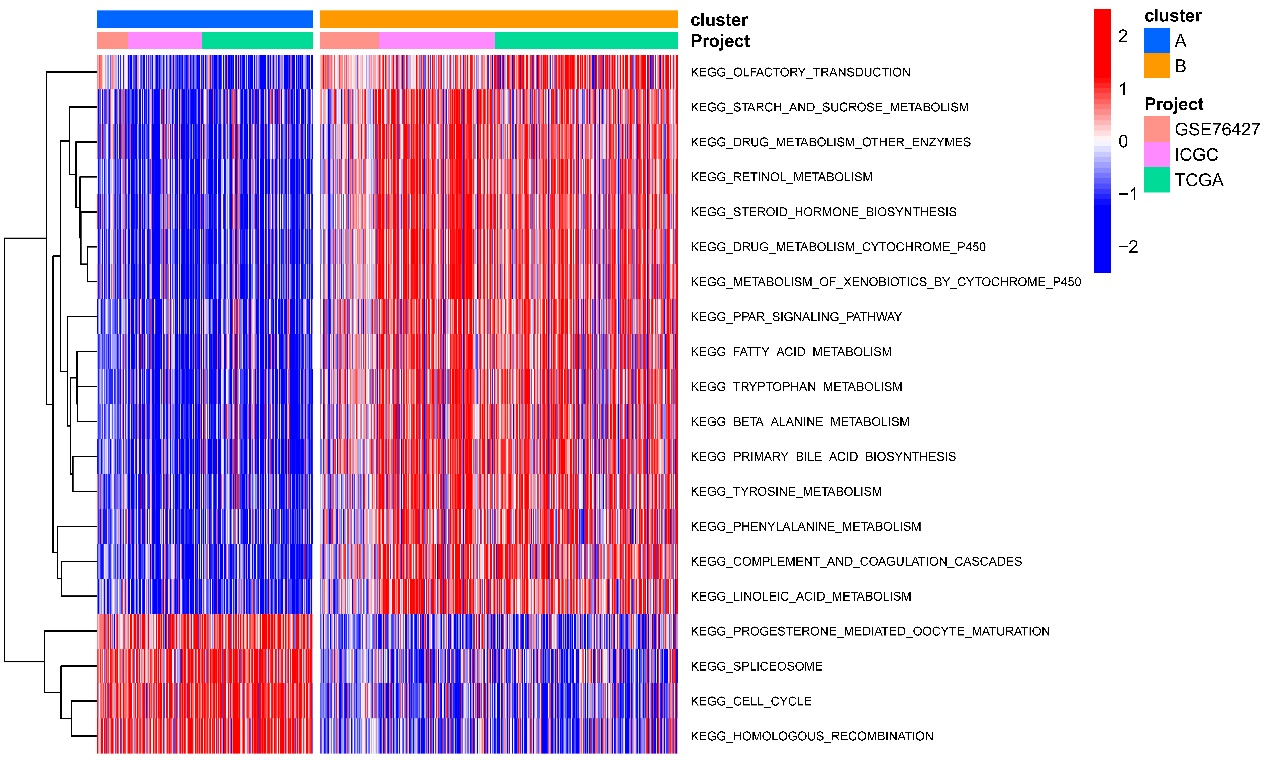 cluster
Project
KEGG_OLFACTORY_TRANSDUCTION
KEGG_STARCH_AND_SUCROSE_METABOLISM
KEGG_DRUG_METABOLISM_OTHER_ENZYMES
KEGG_RETINOL_METABOLISM
KEGG_STEROID_HORMONE_BIOSYNTHESIS
KEGG_DRUG_METABOLISM_CYTOCHROME_P450
KEGG_METABOLISM_OF_XENOBIOTICS_BY_CYTOCHROME_P450
KEGG_PPAR_SIGNALING_PATHWAY
KEGG_FATTY_ACID_METABOLISM
KEGG_TRYPTOPHAN_METABOLISM
KEGG_BETA_ALANINE_METABOLISM
KEGG_PRIMARY_BILE_ACID_BIOSYNTHESIS
KEGG_TYROSINE_METABOLISM
KEGG_PHENYLALANINE_METABOLISM
KEGG_COMPLEMENT_AND_COAGULATION_CASCADES
KEGG_LINOLEIC_ACID_METABOLISM
KEGG_PROGESTERONE_MEDIATED_OOCYTE_MATURATION
KEGG_SPLICEOSOME
KEGG_CELL_CYCLE
KEGG_HOMOLOGOUS_RECOMBINATION
2
1
0
−1
−2
cluster
A
B
Project
GSE76427
ICGC
TCGA